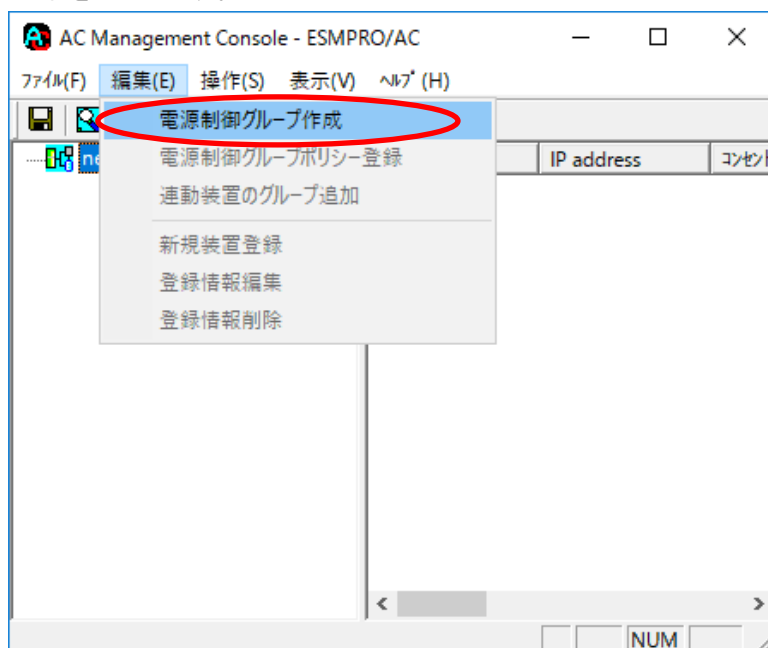 AC Management Console - ESMPRO/AC
ﾌｧｲﾙ(F) 編集(E) 操作(S) 表示(V) ﾍﾙﾌﾟ(H)
電源制御グループ作成
ne
電源制御グループポリシー登録
IP address
ｺﾝｾﾝﾄ
連動装置のグループ追加
新規装置登録
登録情報編集
登録情報削除
NUM